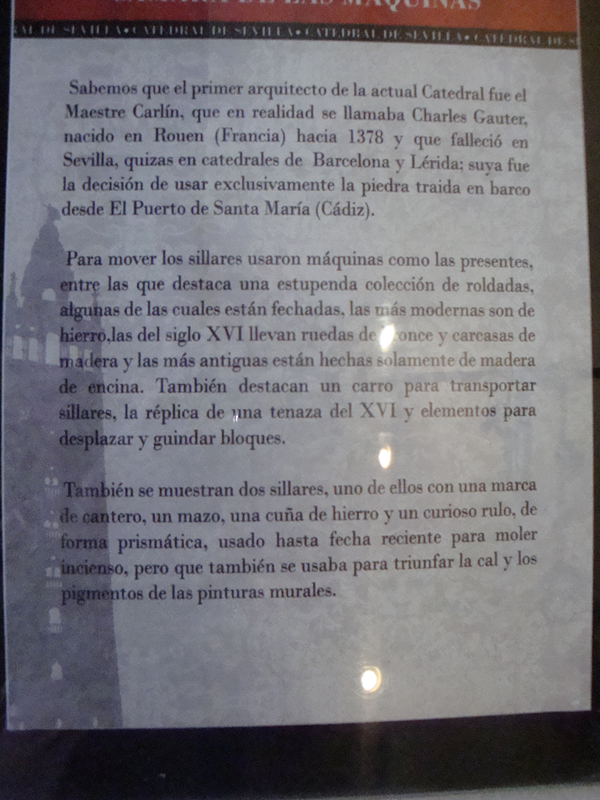 CÁMARA DE LAS MÁQUINAS
AL DE SEVILLA • CATEDRAL DE SEVILLA • CATEDRAL DE SEVILLA • CATEDRAL DE S
Sabemos que el primer arquitecto de la actual Catedral fue el
Maestre Carlín, que en realidad se llamaba Charles Gauter,
nacido en Rouen (Francia) hacia 1378 y que falleció en
Sevilla, quizas en catedrales de Barcelona y Lérida; suya fue
la decisión de usar exclusivamente la piedra traida en barco
desde El Puerto de Santa María (Cádiz).
Para mover los sillares usaron máquinas como las presentes,
entre las que destaca una estupenda colección de roldadas,
algunas de las cuales están fechadas, las más modernas son de
hierro,las del siglo XVI llevan ruedas de bronce y carcasas de
madera y las más antiguas están hechas solamente de madera
de encina. También destacan un carro para transportar
sillares, la réplica de una tenaza del XVI y elementos para
desplazar y guindar bloques.
También se muestran dos sillares, uno de ellos con una marca
de cantero, un mazo, una cuña de hierro y un curioso rulo, de
forma prismática, usado hasta fecha reciente para moler
incienso, pero que también se usaba para triunfar la cal y los
pigmentos de las pinturas murales.